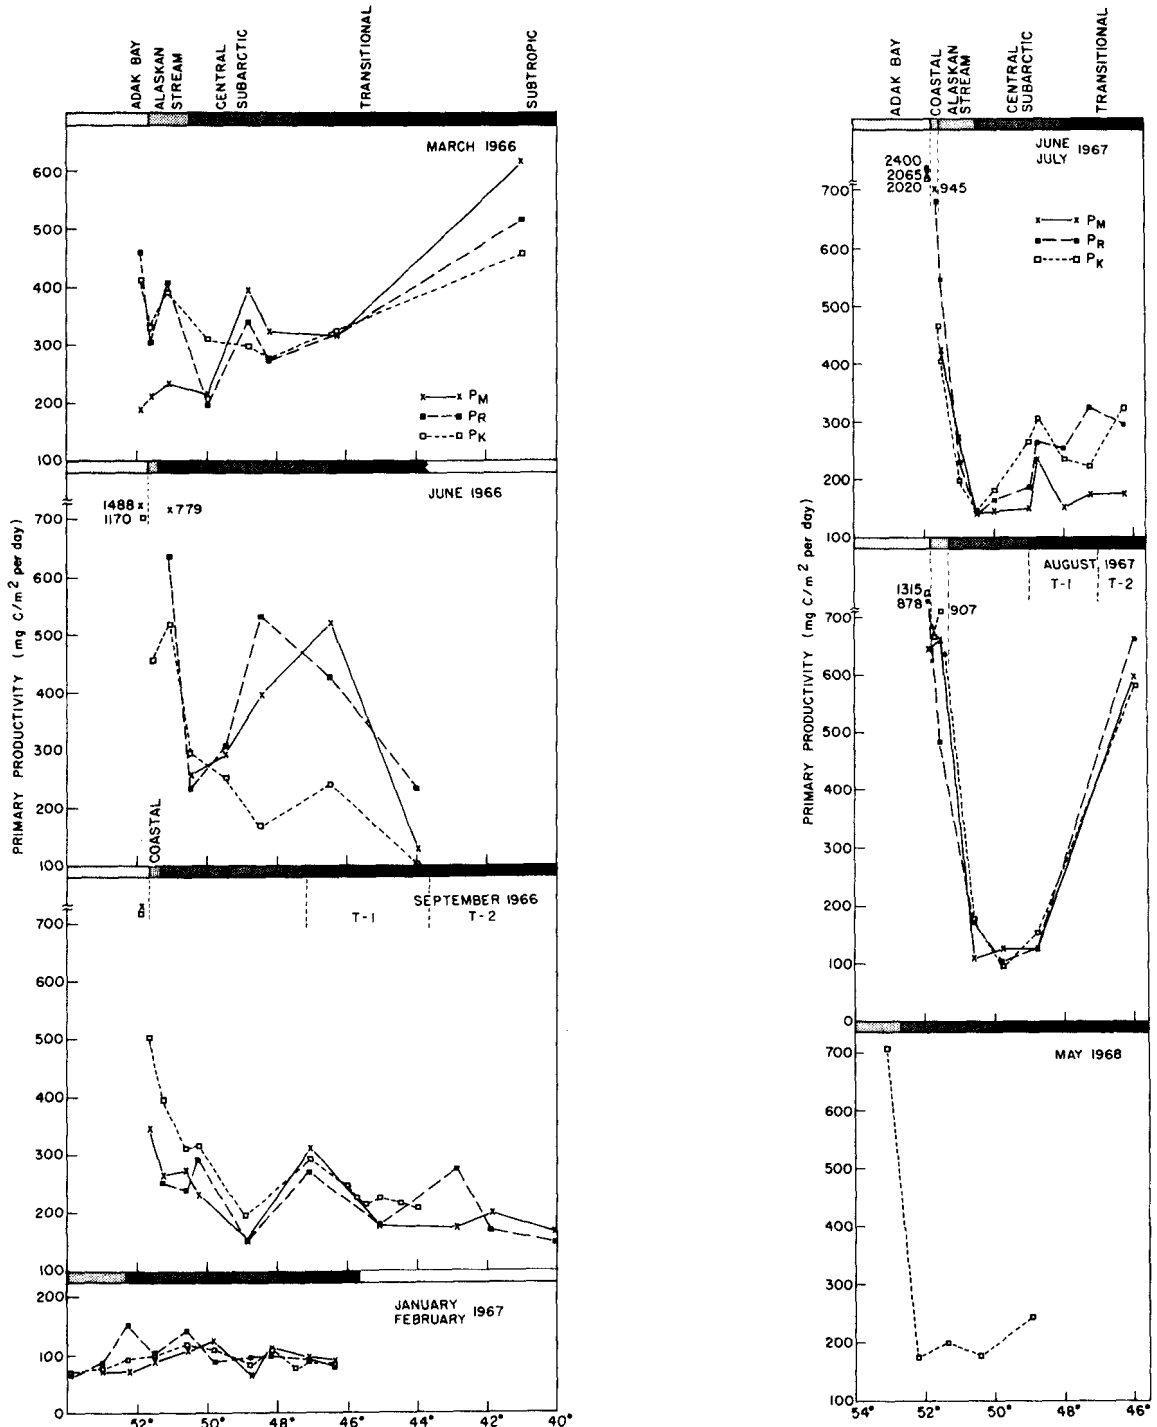 ADAK BAY
ALASKAN
STREAM
CENTRAL
SUBARCTIC
TRANSITIONAL
SUBTROPIC
MARCH 1966
600
500
400
300
200
100
x——x PM
■— —■ PR
□-----□ PK
JUNE 1966
1488 x
1170 □
x 779
700
600
500
400
300
200
100
COASTAL
SEPTEMBER 1966
T-1
T-2
700
600
500
400
300
200
100
JANUARY
FEBRUARY 1967
200
100
0
52°
50°
48°
46°
44°
42°
40°
PRIMARY PRODUCTIVITY (mg C/m² per day)
ADAK BAY
COASTAL
ALASKAN
STREAM
CENTRAL
SUBARCTIC
TRANSITIONAL
JUNE
JULY 1967
2400
2065
2020
x 945
700
600
500
400
300
200
100
x——x PM
■— —■ PR
□-----□ PK
AUGUST 1967
T-1
T-2
1315
878
907
700
600
500
400
300
200
100
0
MAY 1968
700
600
500
400
300
200
100
54°
52°
50°
48°
46°
PRIMARY PRODUCTIVITY (mg C/m² per day)